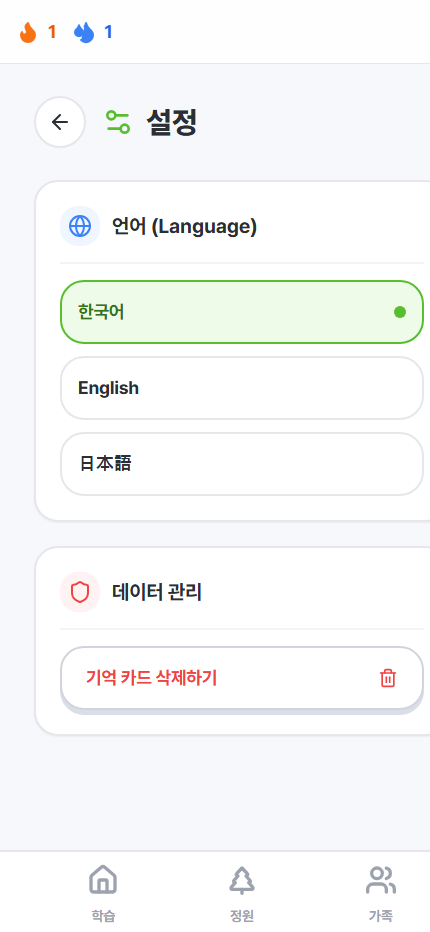 1 1
설정
언어 (Language)
한국어
English
日本語
데이터 관리
기억 카드 삭제하기
학습 정원 가족